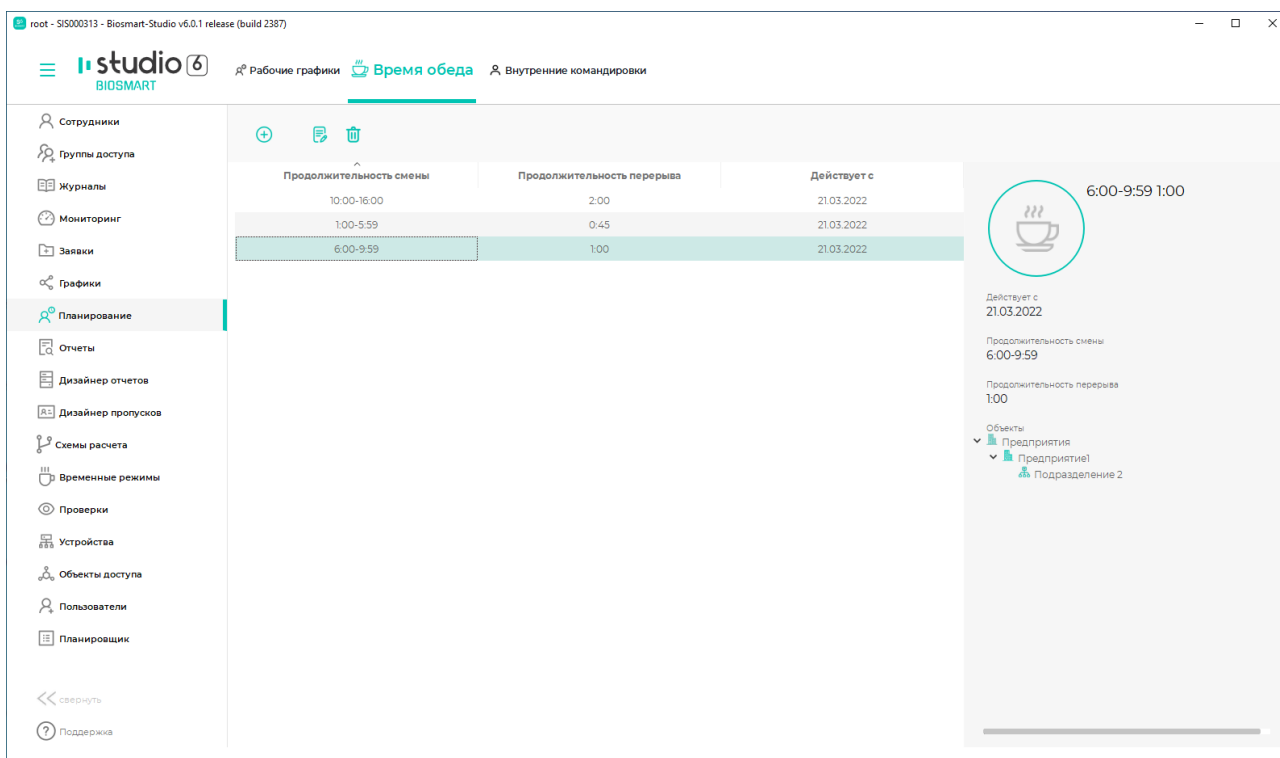 root - SIS000313 - Biosmart-Studio v6.0.1 release (build 2387)
studio 6
BIOSMART
Рабочие графики Время обеда Внутренние командировки
Сотрудники
Группы доступа
Журналы
Мониторинг
Заявки
Графики
Планирование
Отчеты
Дизайнер отчетов
Дизайнер пропусков
Схемы расчета
Временные режимы
Проверки
Устройства
Объекты доступа
Пользователи
Планировщик
свернуть
Поддержка
Продолжительность смены Продолжительность перерыва Действует с
10:00-16:00 2:00 21.03.2022
1:00-5:59 0:45 21.03.2022
6:00-9:59 1:00 21.03.2022
6:00-9:59 1:00
Действует с
21.03.2022
Продолжительность смены
6:00-9:59
Продолжительность перерыва
1:00
Объекты
Предприятия
Предприятие1
Подразделение 2